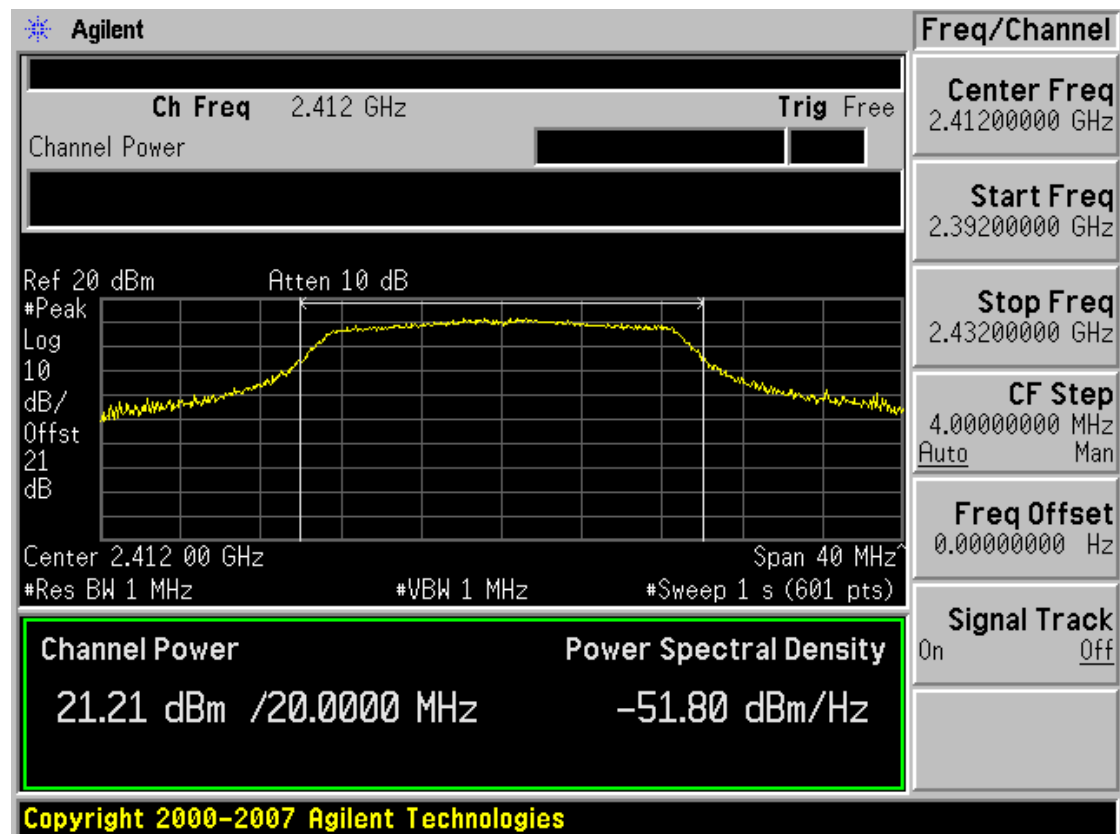 Agilent
Freq/Channel
Ch Freq 2.412 GHz Trig Free
Channel Power
Ref 20 dBm Atten 10 dB
#Peak
Log
10
dB/
Offst
21
dB
Center 2.412 00 GHz Span 40 MHz^
#Res BW 1 MHz #VBW 1 MHz #Sweep 1 s (601 pts)
Channel Power Power Spectral Density
21.21 dBm /20.0000 MHz -51.80 dBm/Hz
Center Freq
2.41200000 GHz
Start Freq
2.39200000 GHz
Stop Freq
2.43200000 GHz
CF Step
4.00000000 MHz
Auto Man
Freq Offset
0.00000000 Hz
Signal Track
On Off
Copyright 2000-2007 Agilent Technologies